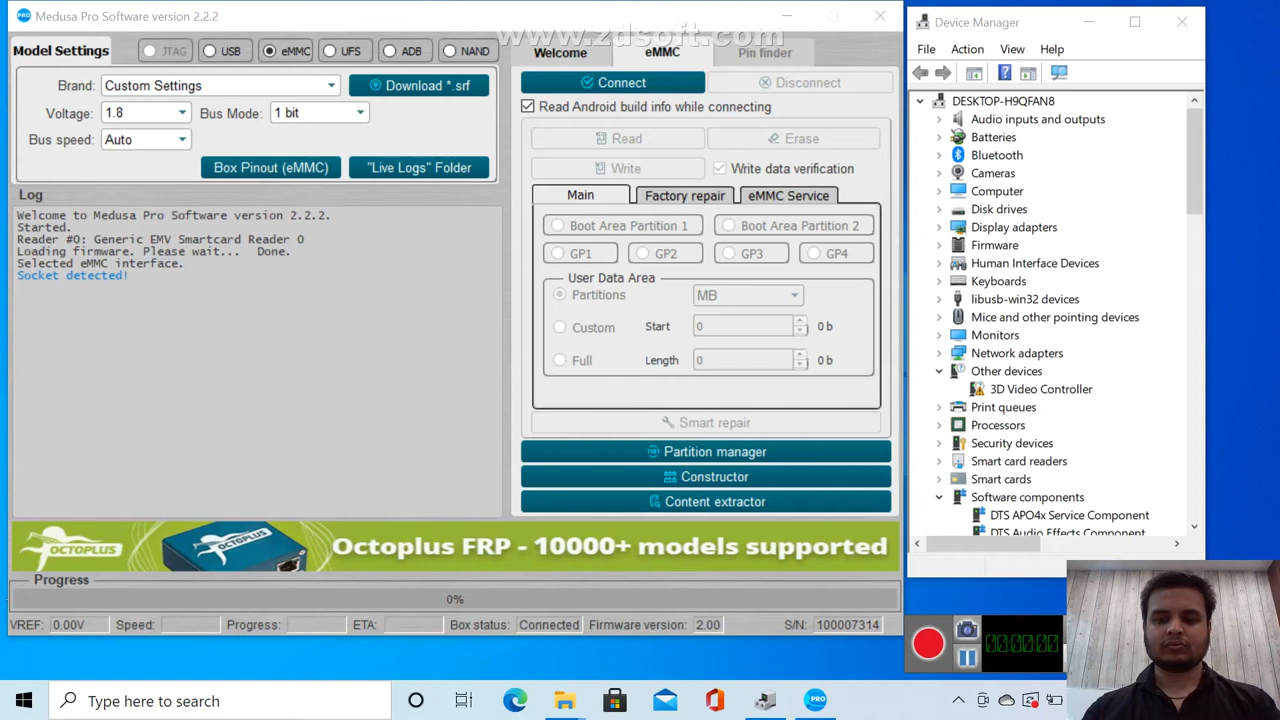 Medusa Pro Software version 2.2.2
www.zdsoft.com
Model Settings
JTAG
USB
eMMC
UFS
ADB
NAND
Brand: Custom Settings
Download *.srf
Voltage: 1.8
Bus Mode: 1 bit
Bus speed: Auto
Box Pinout (eMMC)
"Live Logs" Folder
Log
Welcome to Medusa Pro Software version 2.2.2.
Started.
Reader #0: Generic EMV Smartcard Reader 0
Loading firmware. Please wait... Done.
Selected eMMC interface.
Socket detected!
Welcome
eMMC
Pin finder
Connect
Disconnect
Read Android build info while connecting
Read
Erase
Write
Write data verification
Main
Factory repair
eMMC Service
Boot Area Partition 1
Boot Area Partition 2
GP1
GP2
GP3
GP4
User Data Area
Partitions
MB
Custom
Start
0
0 b
Full
Length
0
0 b
Smart repair
Partition manager
Constructor
Content extractor
OCTOPLUS
Octoplus FRP - 10000+ models supported
Progress
0%
VREF: 0.00V
Speed:
Progress:
ETA:
Box status: Connected
Firmware version: 2.00
S/N: 100007314
Device Manager
File
Action
View
Help
DESKTOP-H9QFAN8
Audio inputs and outputs
Batteries
Bluetooth
Cameras
Computer
Disk drives
Display adapters
Firmware
Human Interface Devices
Keyboards
libusb-win32 devices
Mice and other pointing devices
Monitors
Network adapters
Other devices
3D Video Controller
Print queues
Processors
Security devices
Smart card readers
Smart cards
Software components
DTS APO4x Service Component
DTS Audio Effects Component
00:00:00
Type here to search
PRO